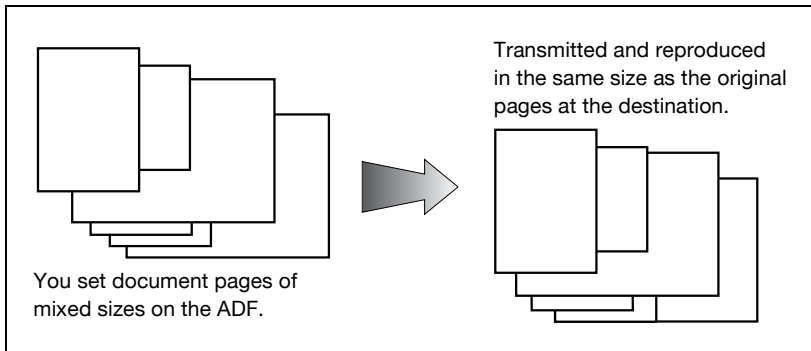 You set document pages of
mixed sizes on the ADF.
Transmitted and reproduced
in the same size as the original
pages at the destination.